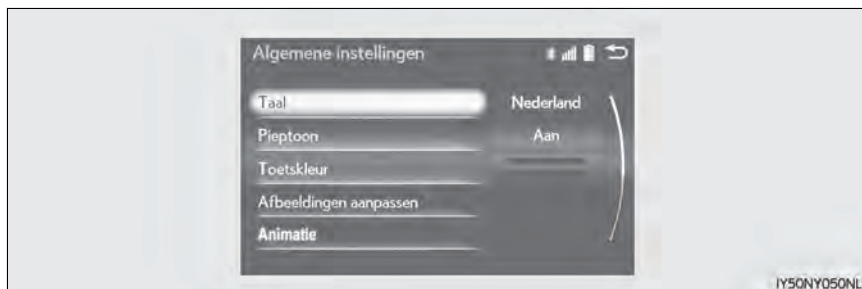 Algemene instellingen
Taal Nederland
Pieptoon Aan
Toetskleur
Afbeeldingen aanpassen
Animatie
IY50NY050NL